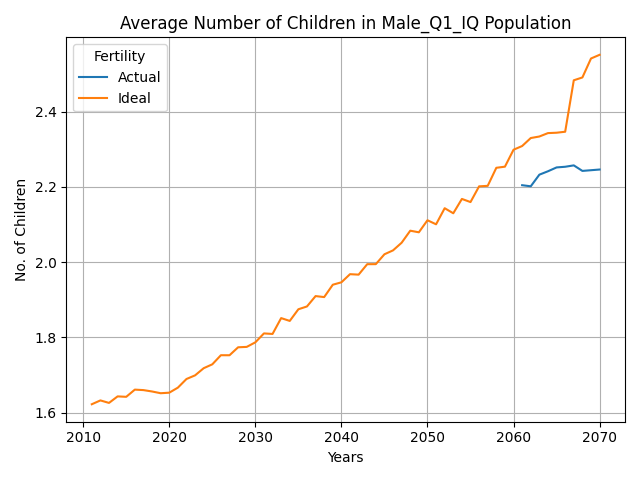 Average Number of Children in Male_Q1_IQ Population
Fertility
Actual
Ideal
No. of Children
2.4
2.2
2.0
1.8
1.6
2010 2020 2030 2040 2050 2060 2070
Years